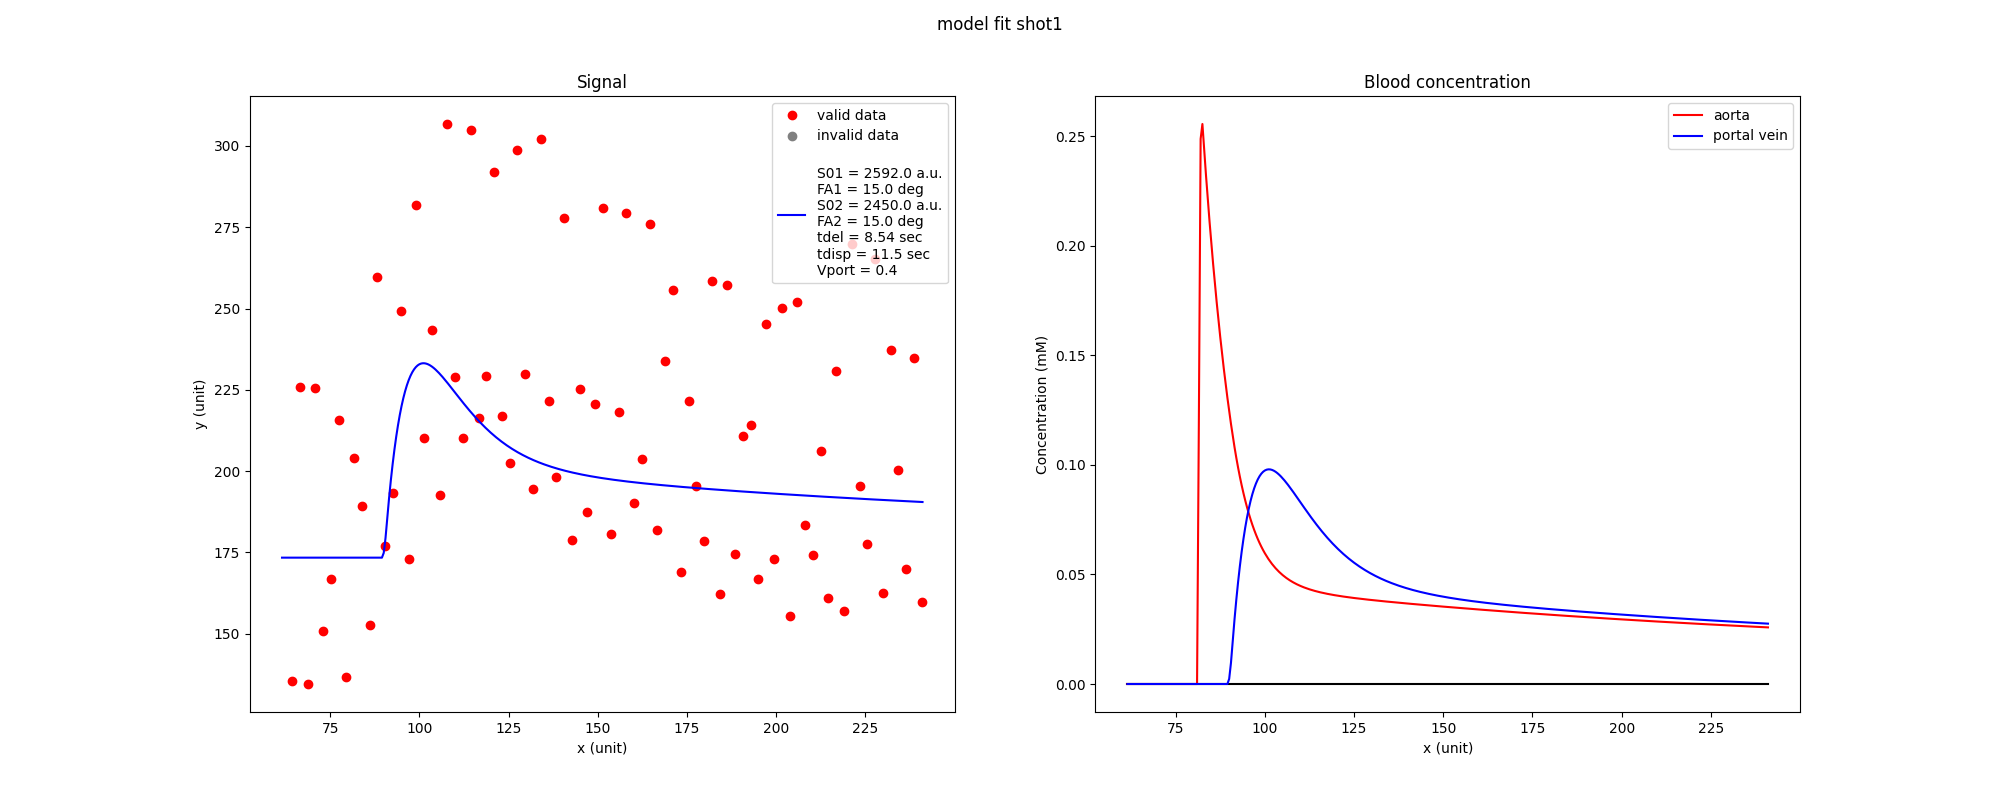 model fit shot1
Signal
y (unit)
300
275
250
225
200
175
150
75 100 125 150 175 200 225
x (unit)
valid data
invalid data
S01 = 2592.0 a.u.
FA1 = 15.0 deg
S02 = 2450.0 a.u.
FA2 = 15.0 deg
tdel = 8.54 sec
tdisp = 11.5 sec
Vport = 0.4
Blood concentration
Concentration (mM)
0.25
0.20
0.15
0.10
0.05
0.00
75 100 125 150 175 200 225
x (unit)
aorta
portal vein